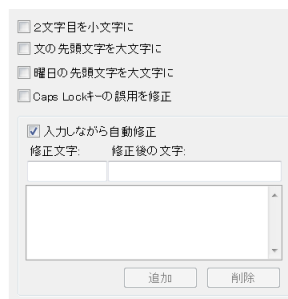 2文字目を小文字に
文の先頭文字を大文字に
曜日の先頭文字を大文字に
Caps Lockキーの誤用を修正
入力しながら自動修正
修正文字: 修正後の文字:
追加 削除